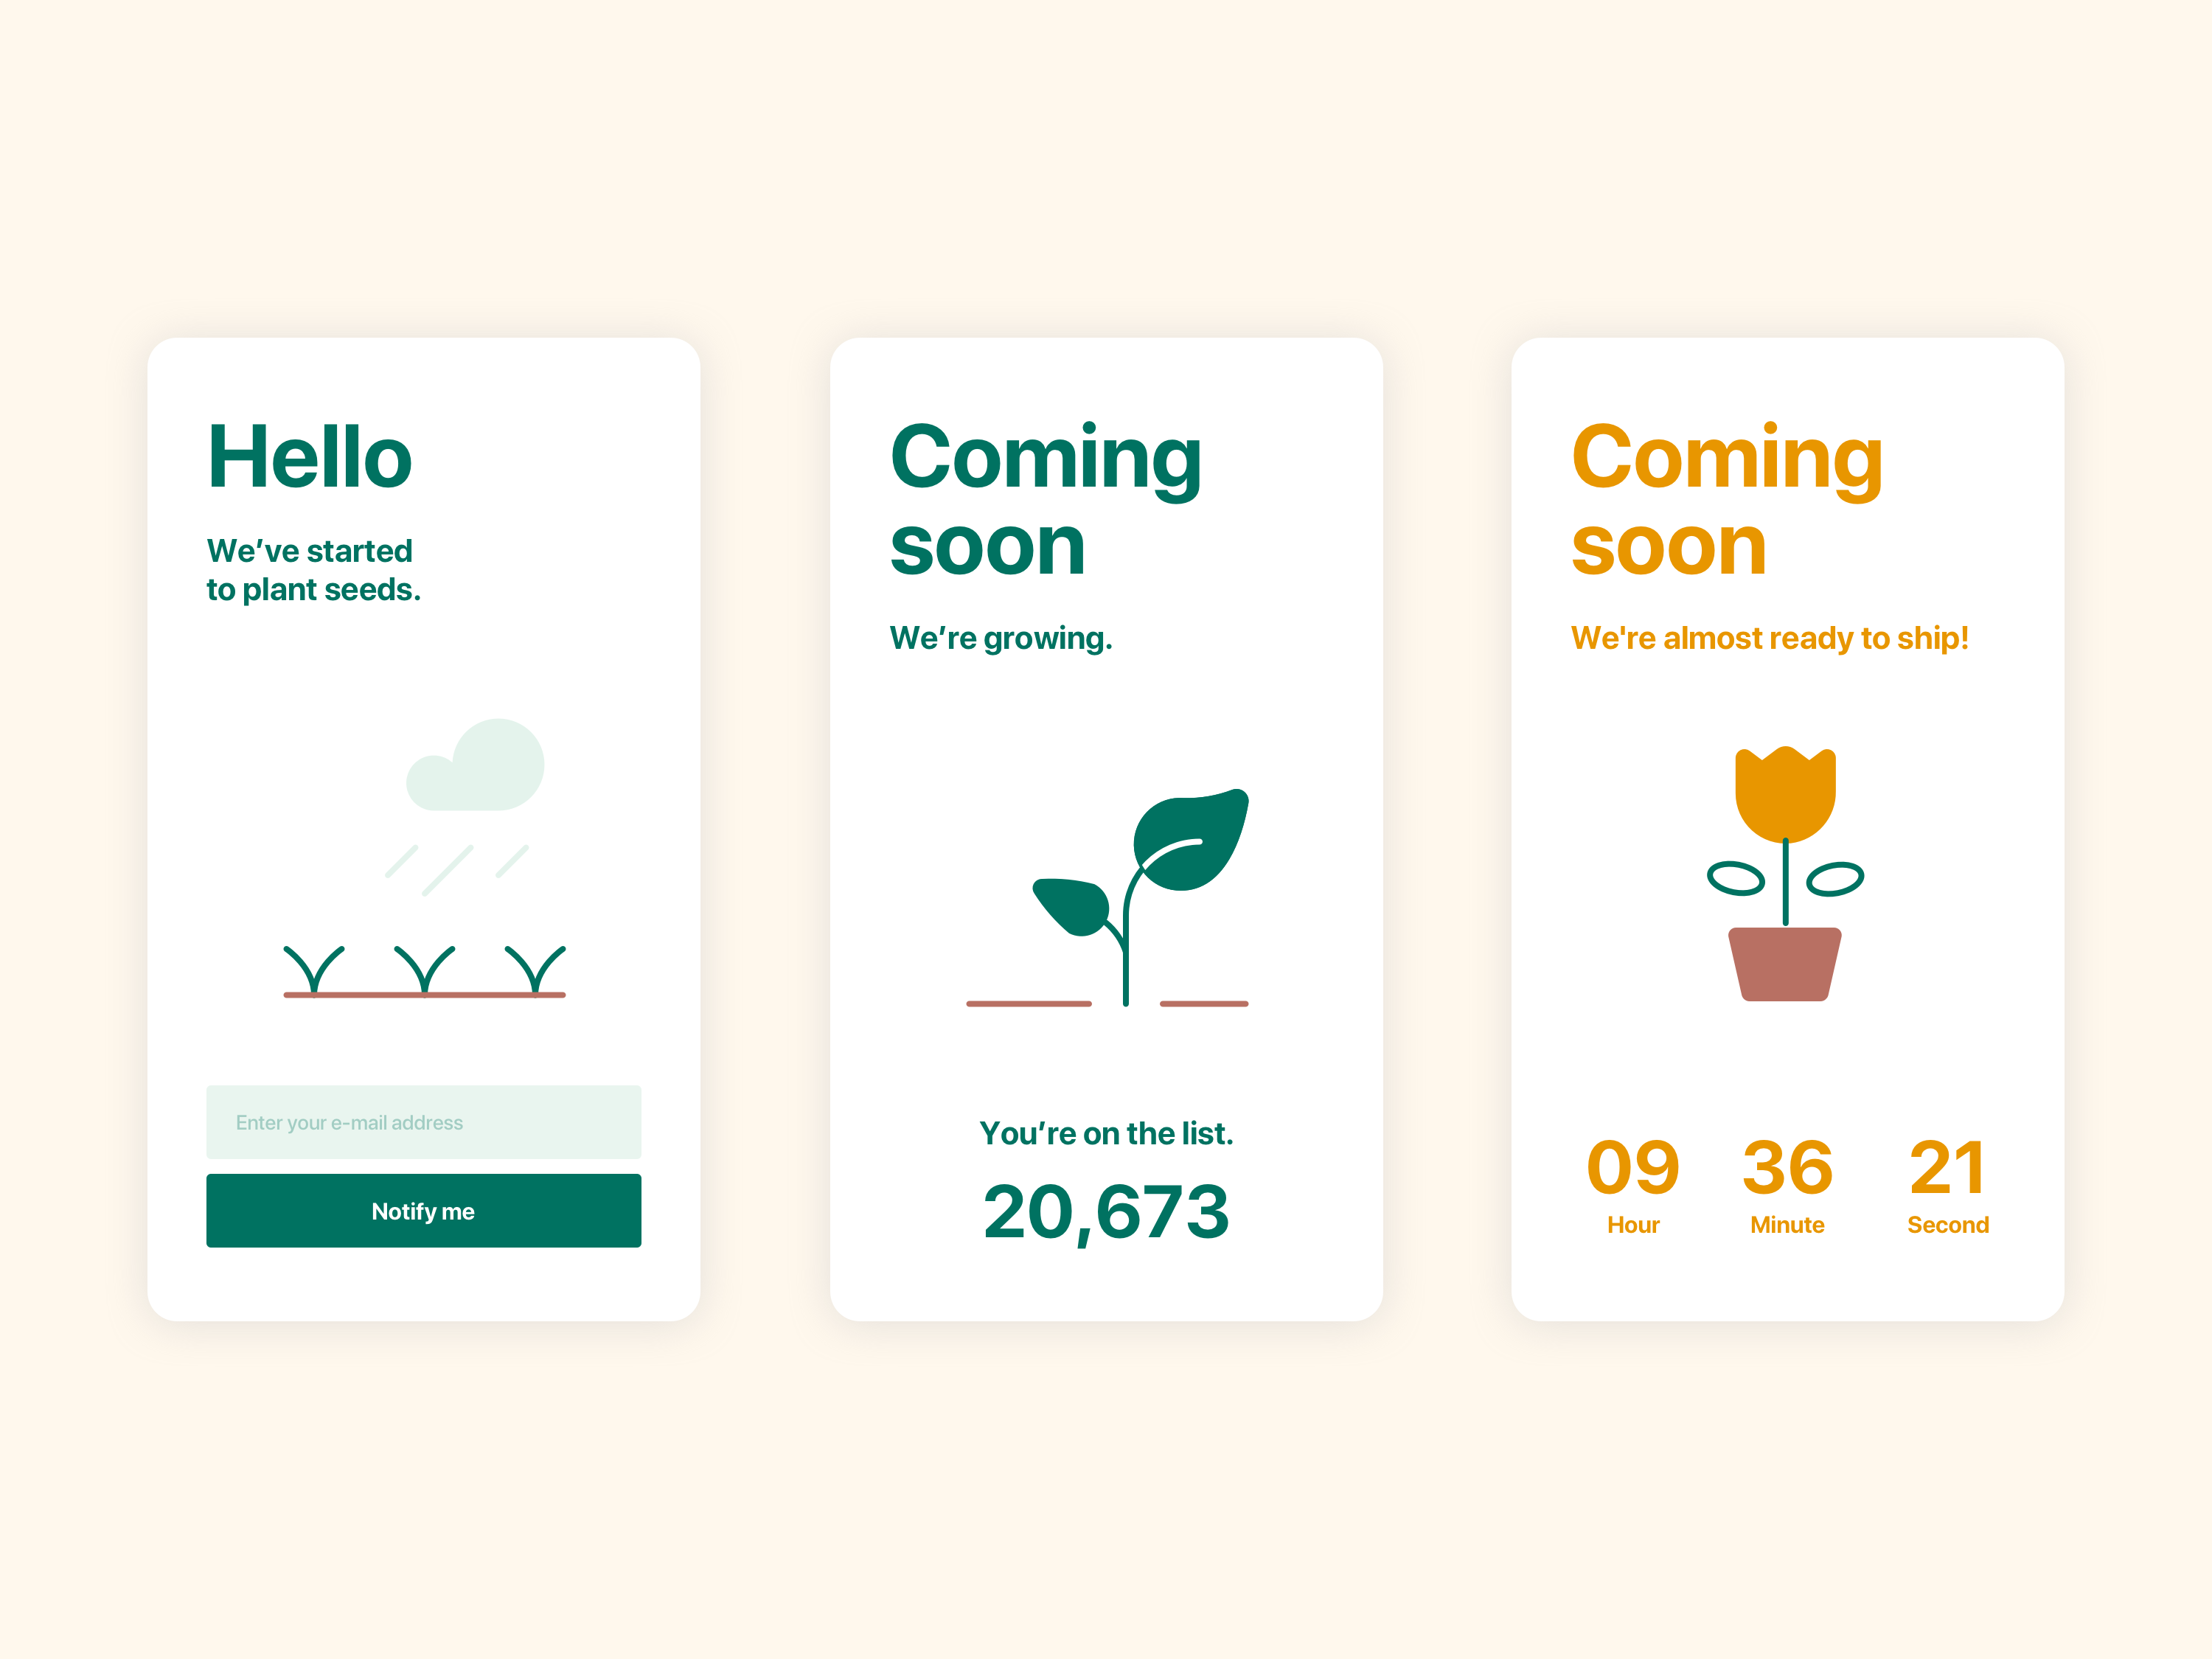 Hello
We’ve started
to plant seeds.
Enter your e-mail address
Notify me
Coming
soon
We’re growing.
You’re on the list.
20,673
Coming
soon
We're almost ready to ship!
09 36 21
Hour Minute Second